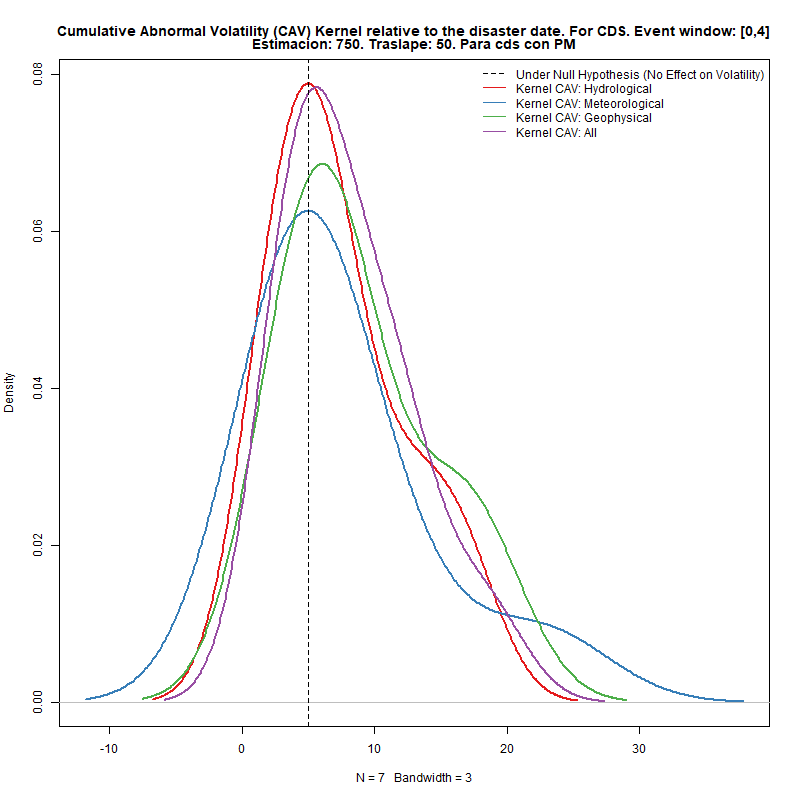 Cumulative Abnormal Volatility (CAV) Kernel relative to the disaster date. For CDS. Event window: [0,4]
Estimacion: 750. Traslape: 50. Para cds con PM
Under Null Hypothesis (No Effect on Volatility)
Kernel CAV: Hydrological
Kernel CAV: Meteorological
Kernel CAV: Geophysical
Kernel CAV: All
0.08
0.06
0.04
0.02
0.00
Density
-10 0 10 20 30
N = 7 Bandwidth = 3